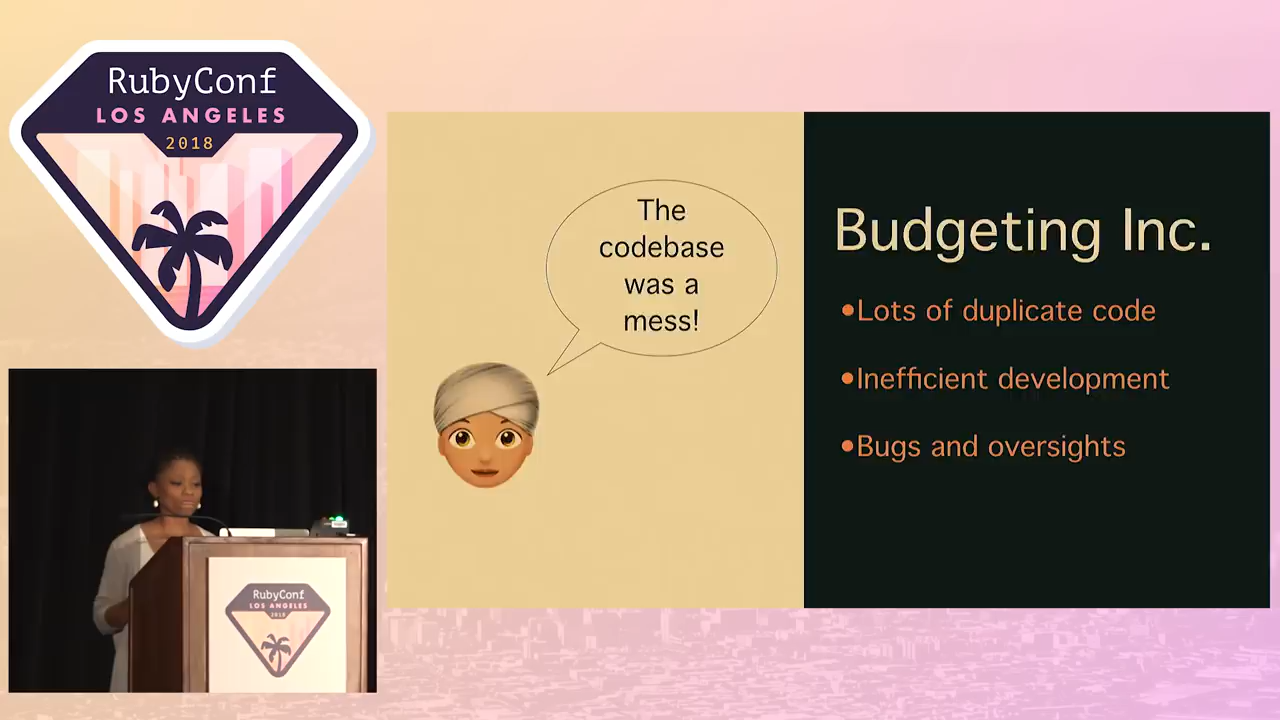 RubyConf
LOS ANGELES
2018
The
codebase
was a
mess!
Budgeting Inc.
•Lots of duplicate code
•Inefficient development
•Bugs and oversights
RubyConf
LOS ANGELES
2018